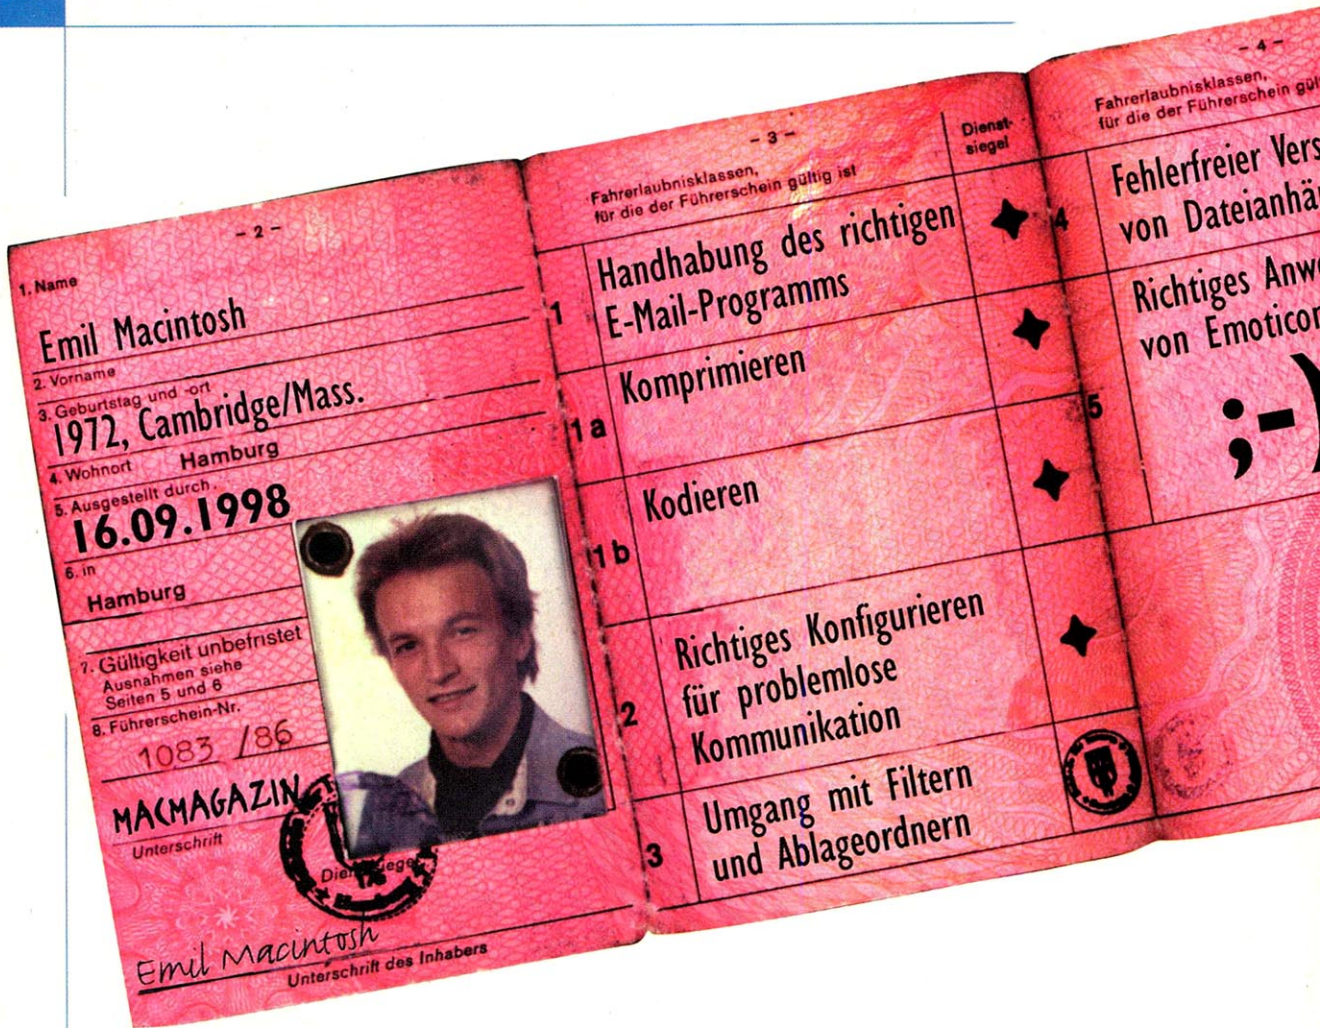 - 2 -
1. Name
Emil Macintosh
2. Vorname
3. Geburtstag und -ort
1972, Cambridge/Mass.
4. Wohnort Hamburg
5. Ausgestellt durch
16.09.1998
6. in
Hamburg
7. Gültigkeit unbefristet
Ausnahmen siehe
Seiten 5 und 6
8. Führerschein-Nr.
1083 /86
MACMAGAZIN
Unterschrift
Emil Macintosh
Unterschrift des Inhabers
- 3 -
Fahrerlaubnisklassen,
für die der Führerschein gültig ist
Dienst-
siegel
1
Handhabung des richtigen
E-Mail-Programms
1a
Komprimieren
1b
Kodieren
2
Richtiges Konfigurieren
für problemlose
Kommunikation
3
Umgang mit Filtern
und Ablageordnern
- 4 -
Fahrerlaubnisklassen,
für die der Führerschein
4
Fehlerfreier
von
5
Richtiges
von
;-)